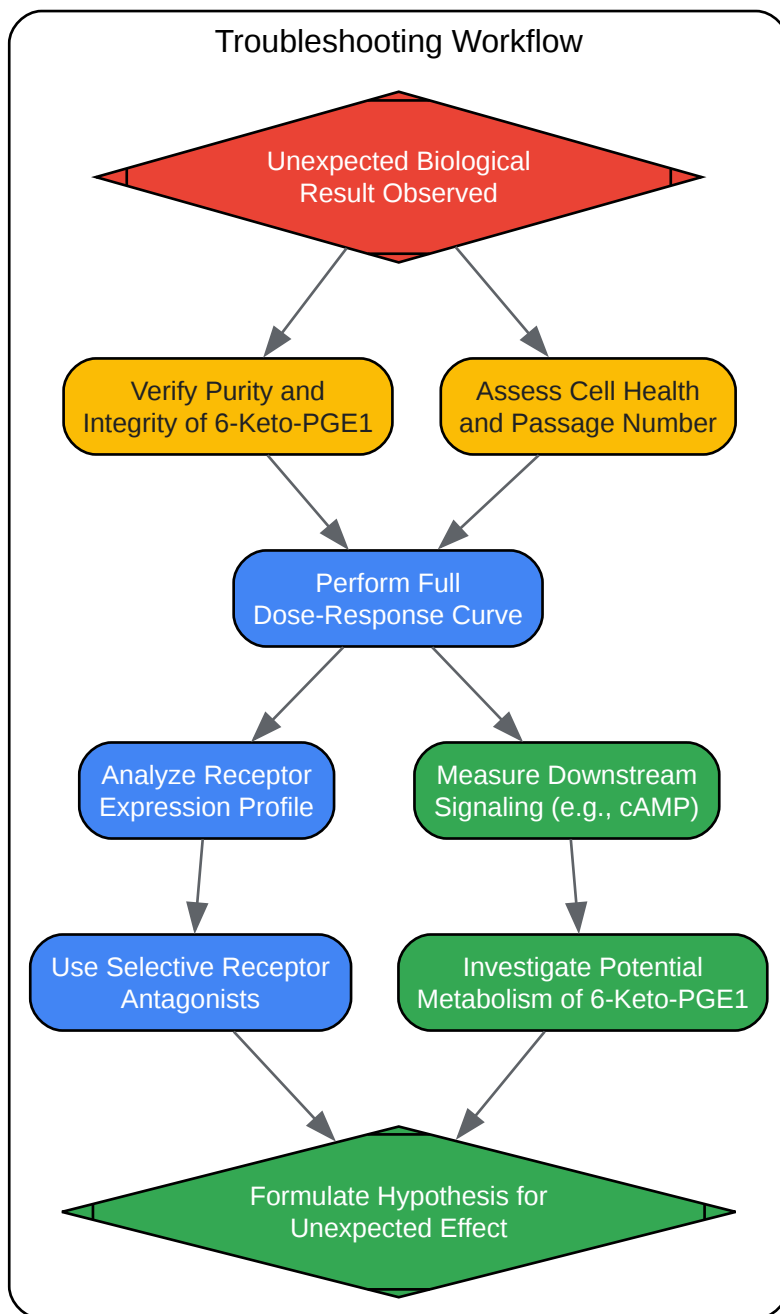 Troubleshooting Workflow
Unexpected Biological
Result Observed
Verify Purity and
Integrity of 6-Keto-PGE1
Assess Cell Health
and Passage Number
Perform Full
Dose-Response Curve
Analyze Receptor
Expression Profile
Measure Downstream
Signaling (e.g., cAMP)
Use Selective Receptor
Antagonists
Investigate Potential
Metabolism of 6-Keto-PGE1
Formulate Hypothesis for
Unexpected Effect